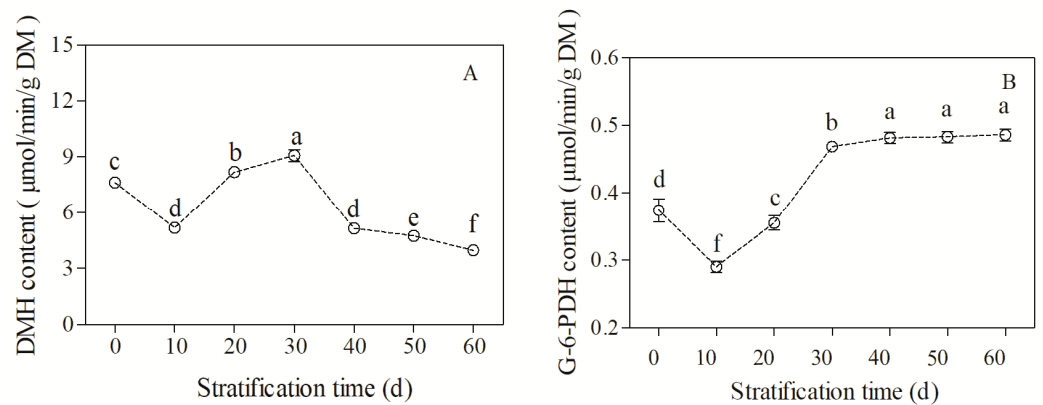 DMH content ( μmol/min/g DM)
15
12
9
6
3
0
A
c
d
b
a
d
e
f
0 10 20 30 40 50 60
Stratification time (d)
G-6-PDH content ( μmol/min/g DM)
0.6
0.5
0.4
0.3
0.2
B
d
f
c
b
a
a
a
0 10 20 30 40 50 60
Stratification time (d)